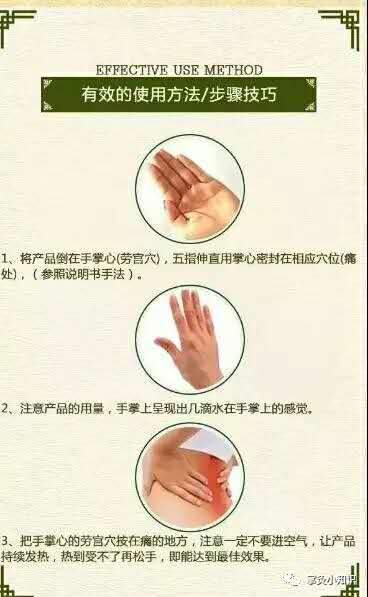 EFFECTIVE USE METHOD
有效的使用方法/步骤技巧
1、将产品倒在手掌心(劳宫穴)，五指伸直用掌心密封在相应穴位(痛
处)，（参照说明书手法）。
2、注意产品的用量，手掌上呈现出几滴水在手掌上的感觉。
3、把手掌心的劳宫穴按在痛的地方，注意一定不要进空气，让产品
持续发热，热到受不了再松手，即能达到最佳效果。
掌灸小知识